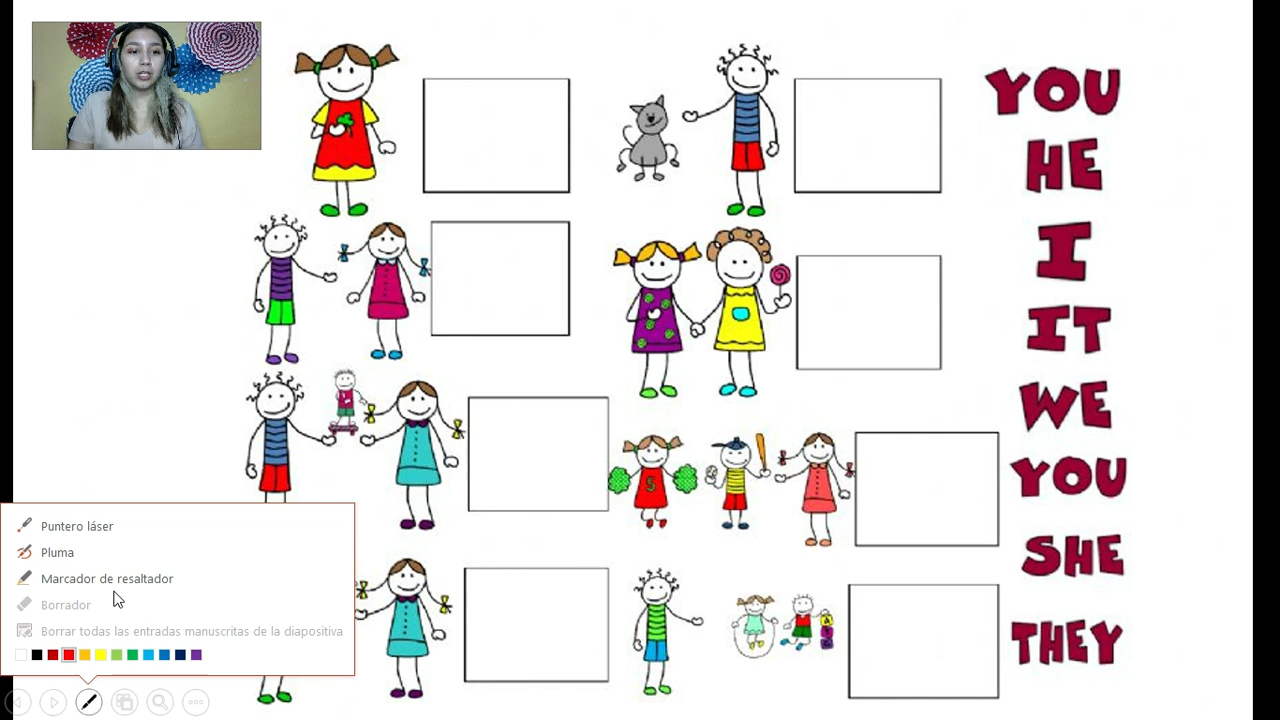 YOU
HE
I
IT
WE
YOU
SHE
THEY
S
Puntero láser
Pluma
Marcador de resaltador
Borrador
Borrar todas las entradas manuscritas de la diapositiva